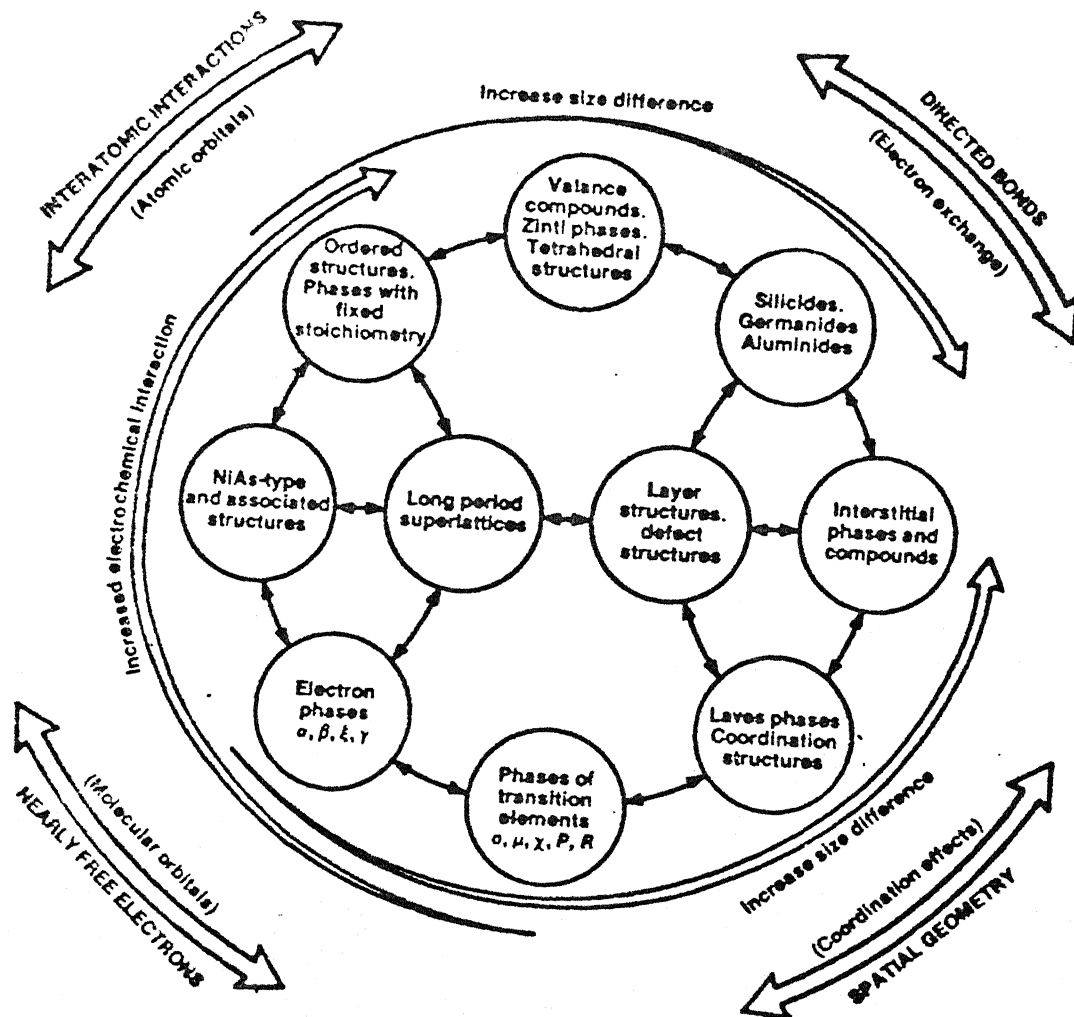 INTERATOMIC INTERACTIONS
(Atomic orbitals)
Increase size difference
DIRECTED BONDS
(Electron exchange)
Increased electrochemical interaction
Valance
compounds.
Zintl phases.
Tetrahedral
structures
Ordered
structures.
Phases with
fixed
stoichiometry
Silicides.
Germanides
Aluminides
NiAs-type
and associated
structures
Long period
superlattices
Layer
structures.
defect
structures
Interstitial
phases and
compounds
Electron
phases
α, β, ξ, γ
Phases of
transition
elements
σ, μ, χ, P, R
Laves phases
Coordination
structures
(Molecular orbitals)
NEARLY FREE ELECTRONS
Increase size difference
(Coordination effects)
SPATIAL GEOMETRY